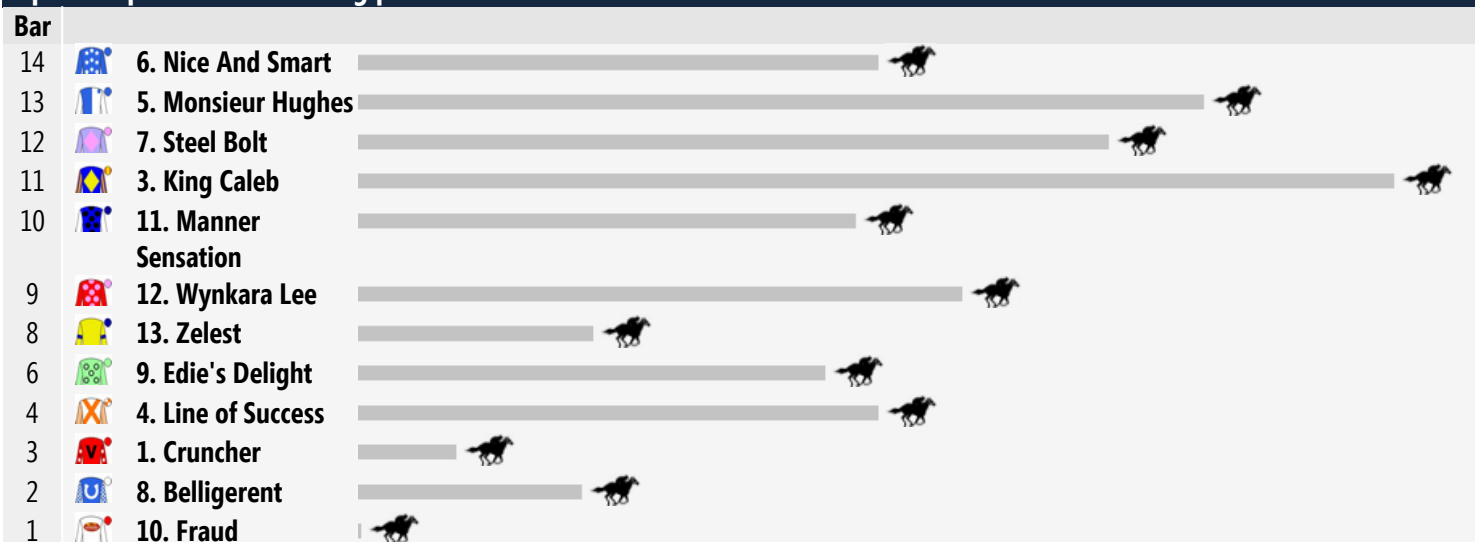 Bar
14 6. Nice And Smart
13 5. Monsieur Hughes
12 7. Steel Bolt
11 3. King Caleb
10 11. Manner
Sensation
9 12. Wynkara Lee
8 13. Zelest
6 9. Edie's Delight
4 4. Line of Success
3 1. Cruncher
V
2 8. Belligerent
1 10. Fraud